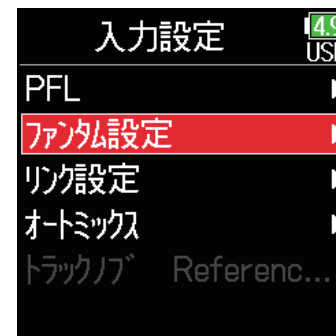 入力設定
4.9
USB
PFL
ファンタム設定
リンク設定
オートミックス
トラックノブ Referenc...